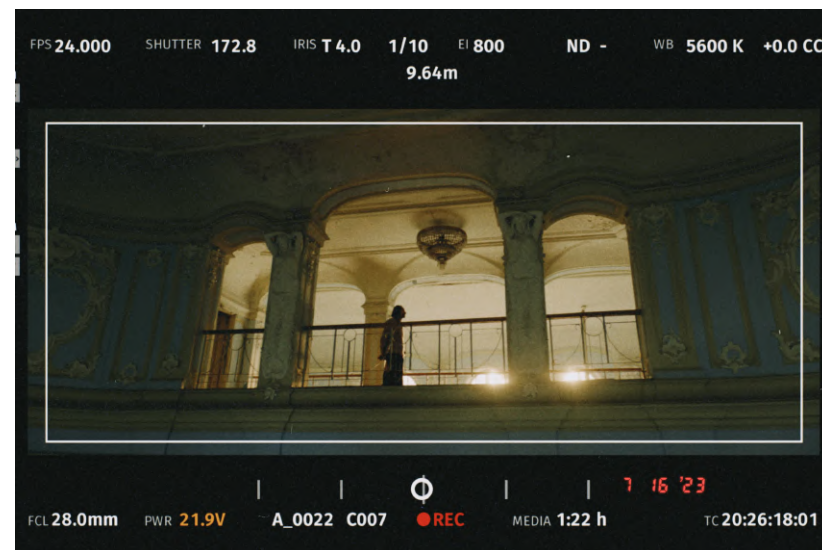 FPS 24.000 SHUTTER 172.8 IRIS T 4.0 1/10 EI 800 ND - WB 5600 K +0.0 CC
9.64m
7 16 '23
FCL 28.0mm PWR 21.9V A_0022 C007 REC MEDIA 1:22 h TC 20:26:18:01